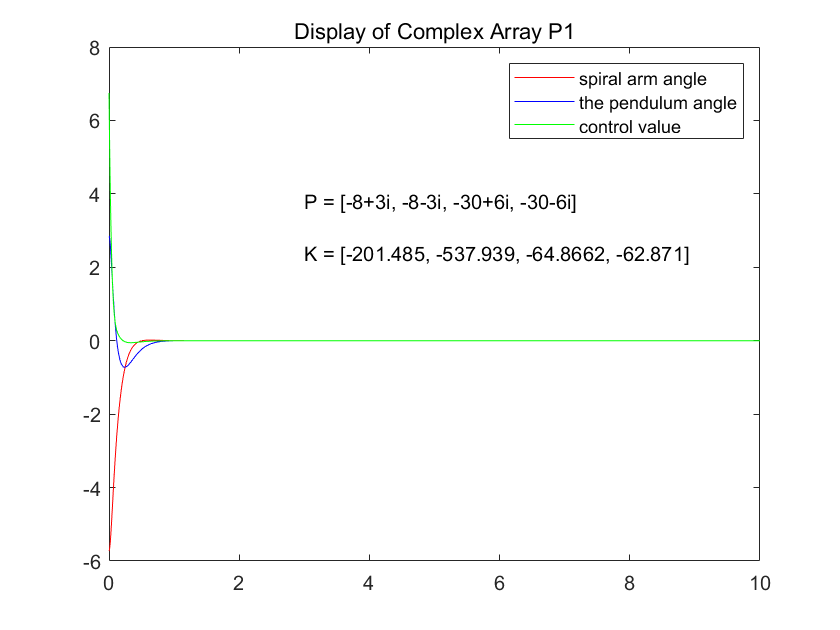 Display of Complex Array P1
8
spiral arm angle
the pendulum angle
control value
6
4
P = [-8+3i, -8-3i, -30+6i, -30-6i]
K = [-201.485, -537.939, -64.8662, -62.871]
2
0
-2
-4
-6
0 2 4 6 8 10